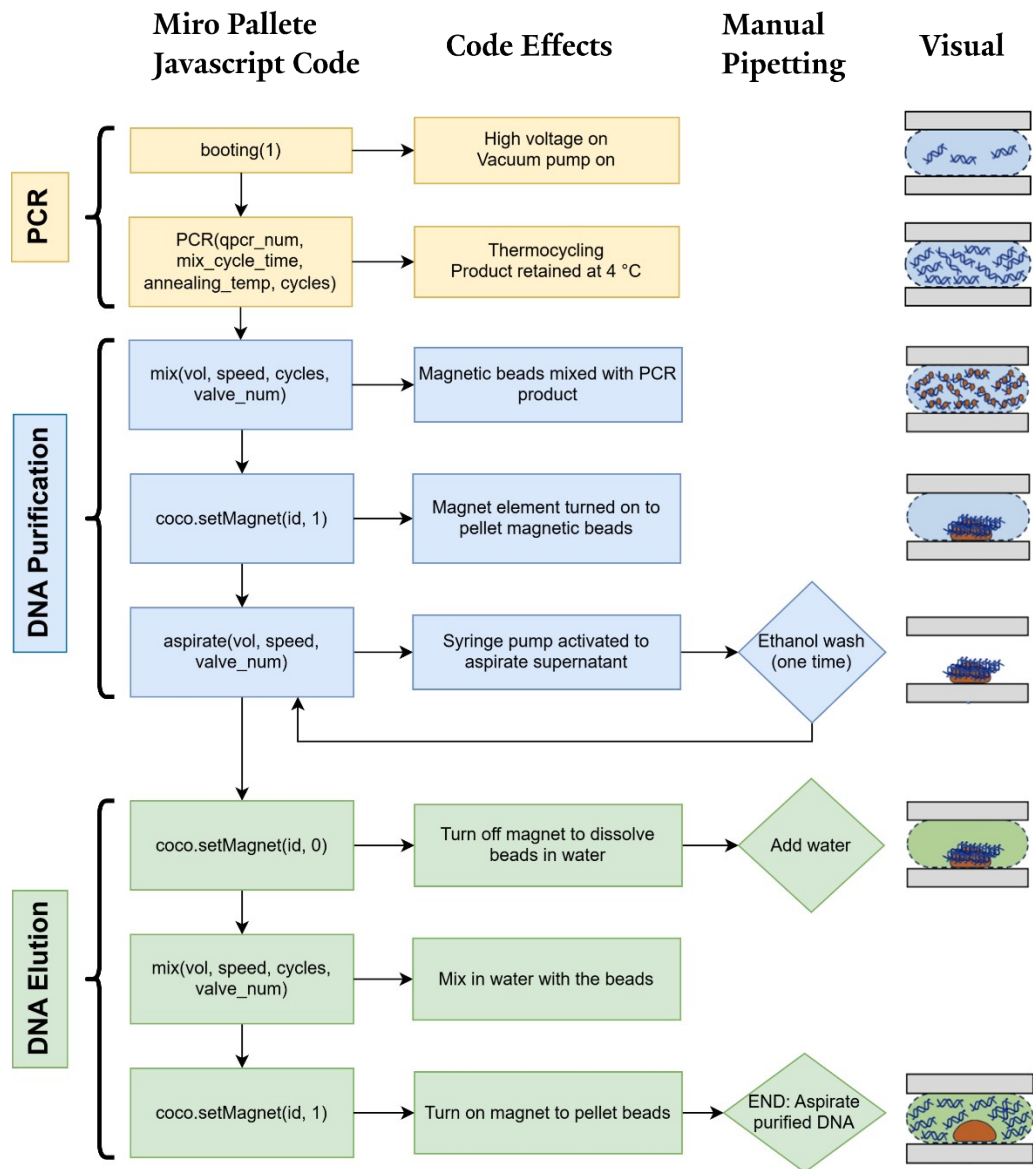 Miro Pallete
Javascript Code
Code Effects
Manual
Pipetting
Visual
PCR
booting(1)
High voltage on
Vacuum pump on
PCR(qpcr_num,
mix_cycle_time,
annealing_temp, cycles)
Thermocycling
Product retained at 4 °C
DNA Purification
mix(vol, speed, cycles,
valve_num)
Magnetic beads mixed with PCR
product
coco.setMagnet(id, 1)
Magnet element turned on to
pellet magnetic beads
aspirate(vol, speed,
valve_num)
Syringe pump activated to
aspirate supernatant
Ethanol wash
(one time)
DNA Elution
coco.setMagnet(id, 0)
Turn off magnet to dissolve
beads in water
Add water
mix(vol, speed, cycles,
valve_num)
Mix in water with the beads
coco.setMagnet(id, 1)
Turn on magnet to pellet beads
END: Aspirate
purified DNA